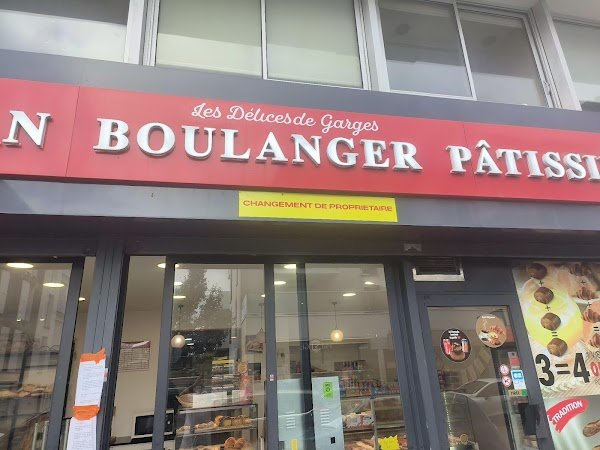 Les Délices de Garges
N BOULANGER PÂTISSI
CHANGEMENT DE PROPRIETAIRE
3=4
TRADITION